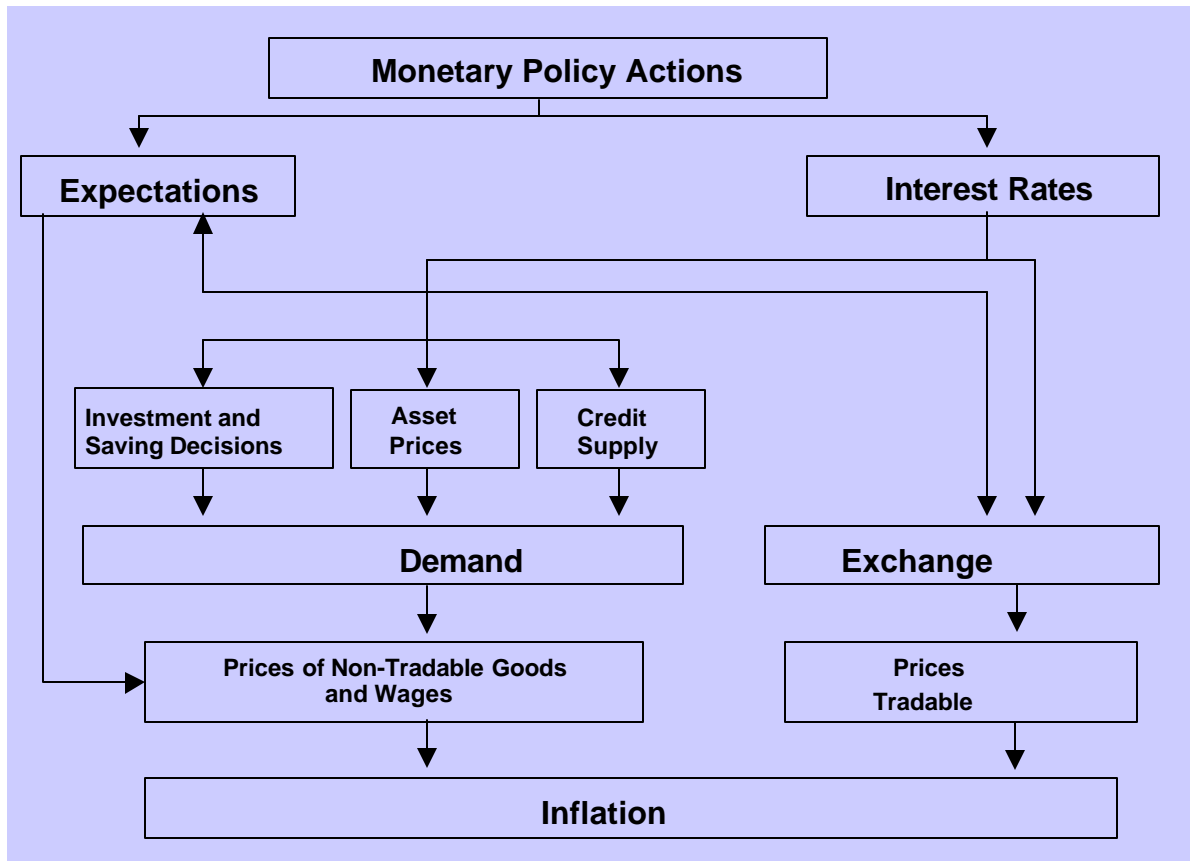 Monetary Policy Actions
Expectations
Interest Rates
Investment and
Saving Decisions
Asset
Prices
Credit
Supply
Demand
Exchange
Prices of Non-Tradable Goods
and Wages
Prices
Tradable
Inflation